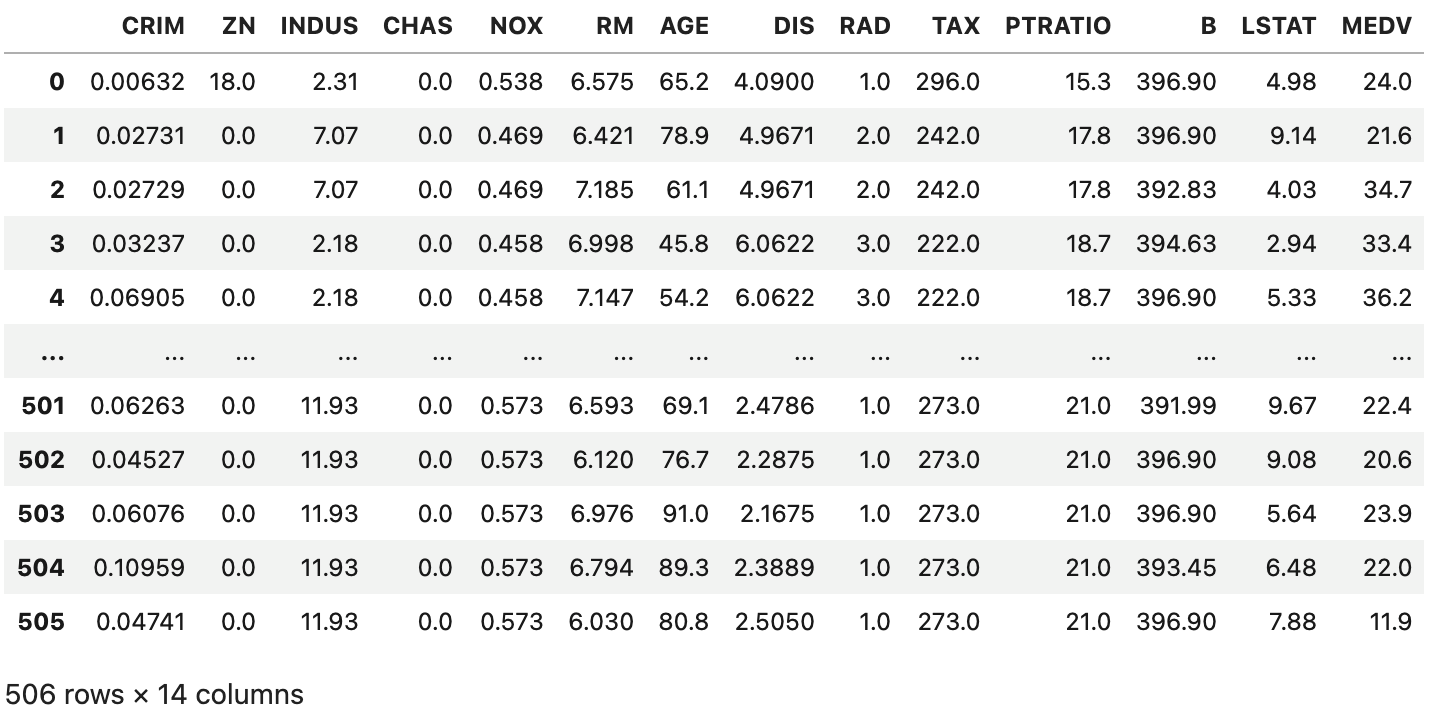 CRIM ZN INDUS CHAS NOX RM AGE DIS RAD TAX PTRATIO B LSTAT MEDV
0 0.00632 18.0 2.31 0.0 0.538 6.575 65.2 4.0900 1.0 296.0 15.3 396.90 4.98 24.0
1 0.02731 0.0 7.07 0.0 0.469 6.421 78.9 4.9671 2.0 242.0 17.8 396.90 9.14 21.6
2 0.02729 0.0 7.07 0.0 0.469 7.185 61.1 4.9671 2.0 242.0 17.8 392.83 4.03 34.7
3 0.03237 0.0 2.18 0.0 0.458 6.998 45.8 6.0622 3.0 222.0 18.7 394.63 2.94 33.4
4 0.06905 0.0 2.18 0.0 0.458 7.147 54.2 6.0622 3.0 222.0 18.7 396.90 5.33 36.2
... ... ... ... ... ... ... ... ... ... ... ... ... ... ...
501 0.06263 0.0 11.93 0.0 0.573 6.593 69.1 2.4786 1.0 273.0 21.0 391.99 9.67 22.4
502 0.04527 0.0 11.93 0.0 0.573 6.120 76.7 2.2875 1.0 273.0 21.0 396.90 9.08 20.6
503 0.06076 0.0 11.93 0.0 0.573 6.976 91.0 2.1675 1.0 273.0 21.0 396.90 5.64 23.9
504 0.10959 0.0 11.93 0.0 0.573 6.794 89.3 2.3889 1.0 273.0 21.0 393.45 6.48 22.0
505 0.04741 0.0 11.93 0.0 0.573 6.030 80.8 2.5050 1.0 273.0 21.0 396.90 7.88 11.9
506 rows × 14 columns